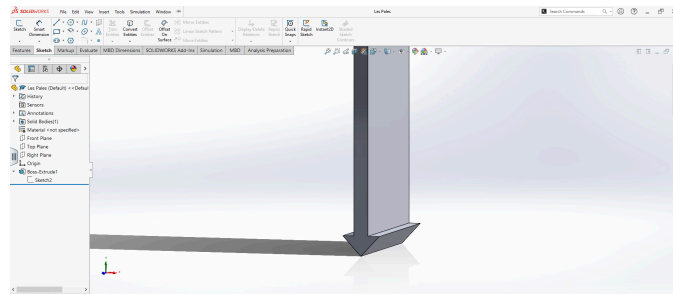 SOLIDWORKS File Edit View Insert Tools Simulation Window
Les Pales
Search Commands
Sketch
Smart Dimension
Convert Entities
Offset Entities
Offset On Surface
Mirror Entities
Linear Sketch Pattern
Move Entities
Display/Delete Relations
Repair Sketch
Quick Snaps
Rapid Sketch
Instant2D
Shaded Sketch Contours
Features Sketch Markup Evaluate MBD Dimensions SOLIDWORKS Add-Ins Simulation MBD Analysis Preparation
Les Pales (Default) <<Defaul
History
Sensors
Annotations
Solid Bodies(1)
Material <not specified>
Front Plane
Top Plane
Right Plane
Origin
Boss-Extrude1
Sketch2